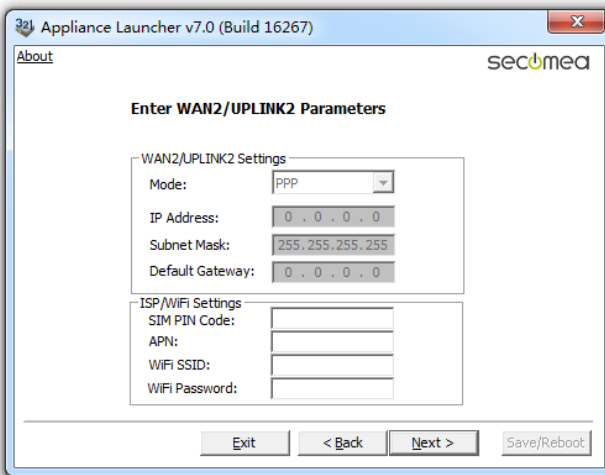 Appliance Launcher v7.0 (Build 16267)
About
secomea
Enter WAN2/UPLINK2 Parameters
WAN2/UPLINK2 Settings
Mode: PPP
IP Address: 0 . 0 . 0 . 0
Subnet Mask: 255.255.255.255
Default Gateway: 0 . 0 . 0 . 0
ISP/WiFi Settings
SIM PIN Code:
APN:
WiFi SSID:
WiFi Password:
Exit < Back Next > Save/Reboot